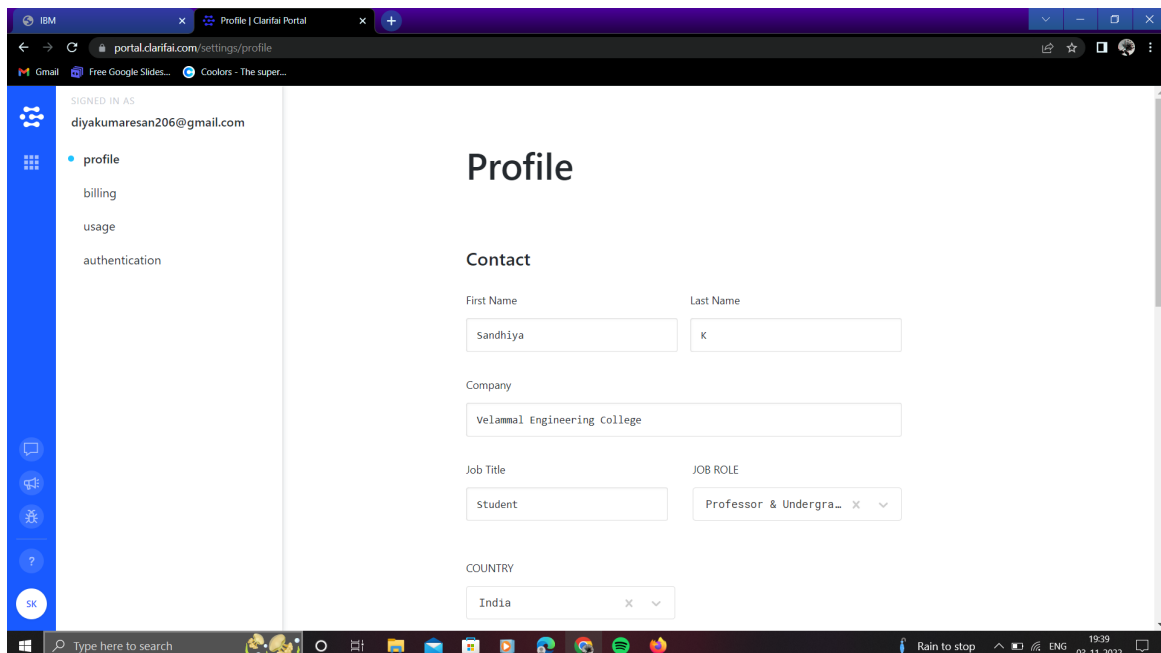 IBM
Profile | Clarifai Portal
portal.clarifai.com/settings/profile
Gmail
Free Google Slides...
Coolors - The super...
SIGNED IN AS
diyakumaresan206@gmail.com
profile
billing
usage
authentication
Profile
Contact
First Name
Last Name
Sandhiya
K
Company
Velammal Engineering College
Job Title
JOB ROLE
Student
Professor & Undergra…
COUNTRY
India
?
SK
Type here to search
Rain to stop
ENG
19:39
03-11-2022